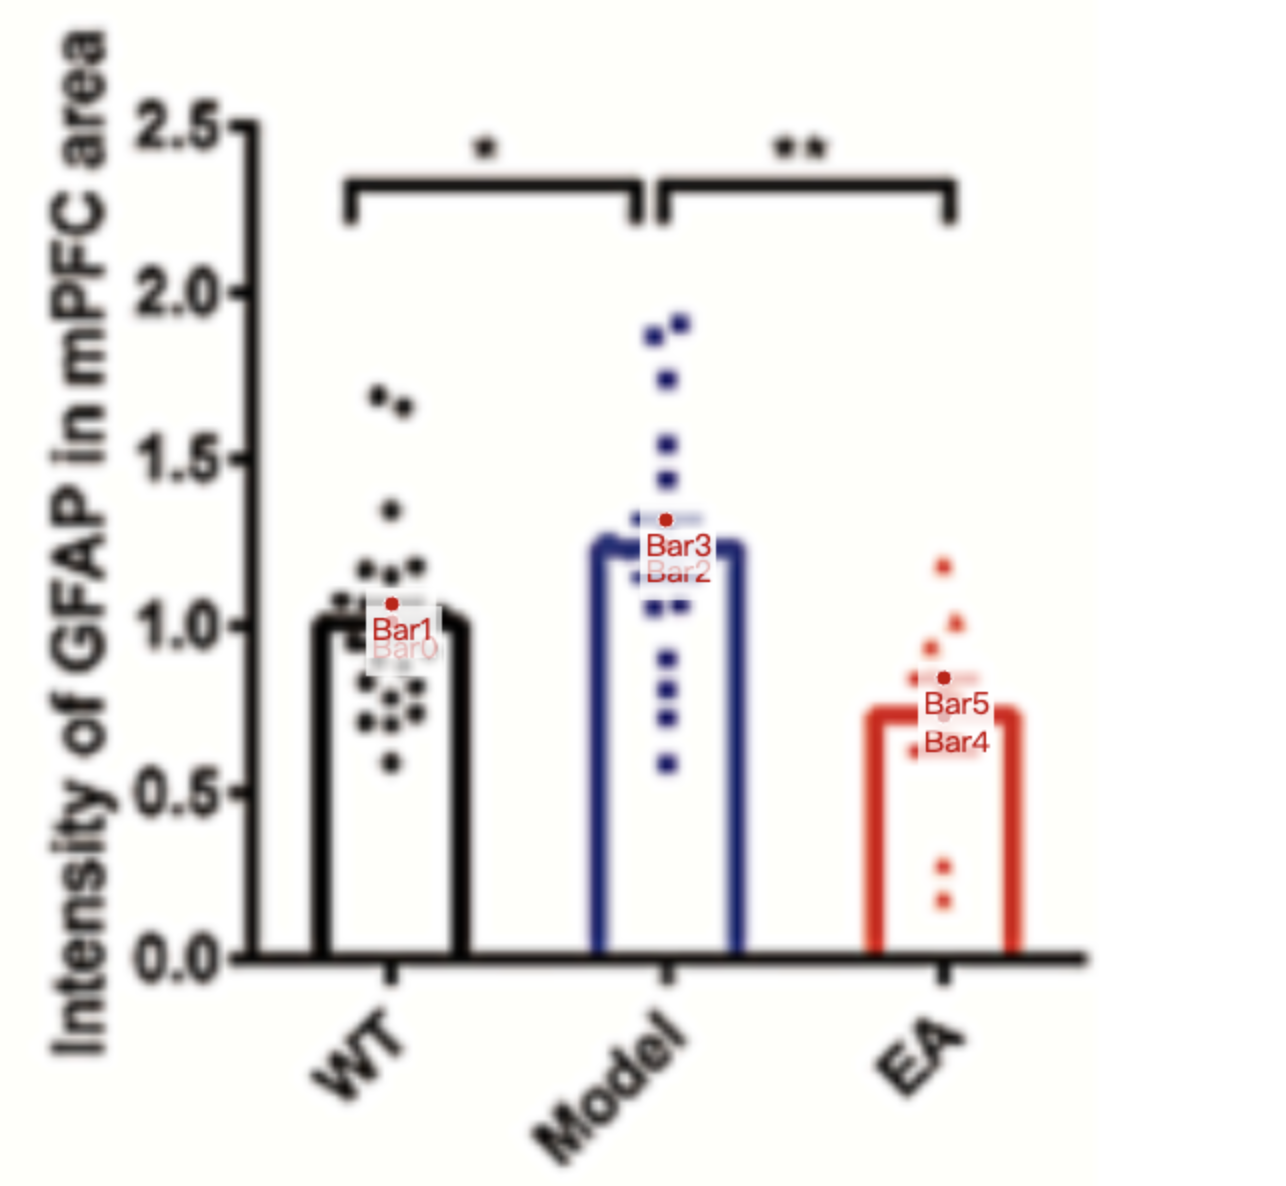 Intensity of GFAP in mPFC area
2.5
2.0
1.5
1.0
0.5
0.0
*
**
Bar3
Bar2
Bar1
Bar0
Bar5
Bar4
WT
Model
EA